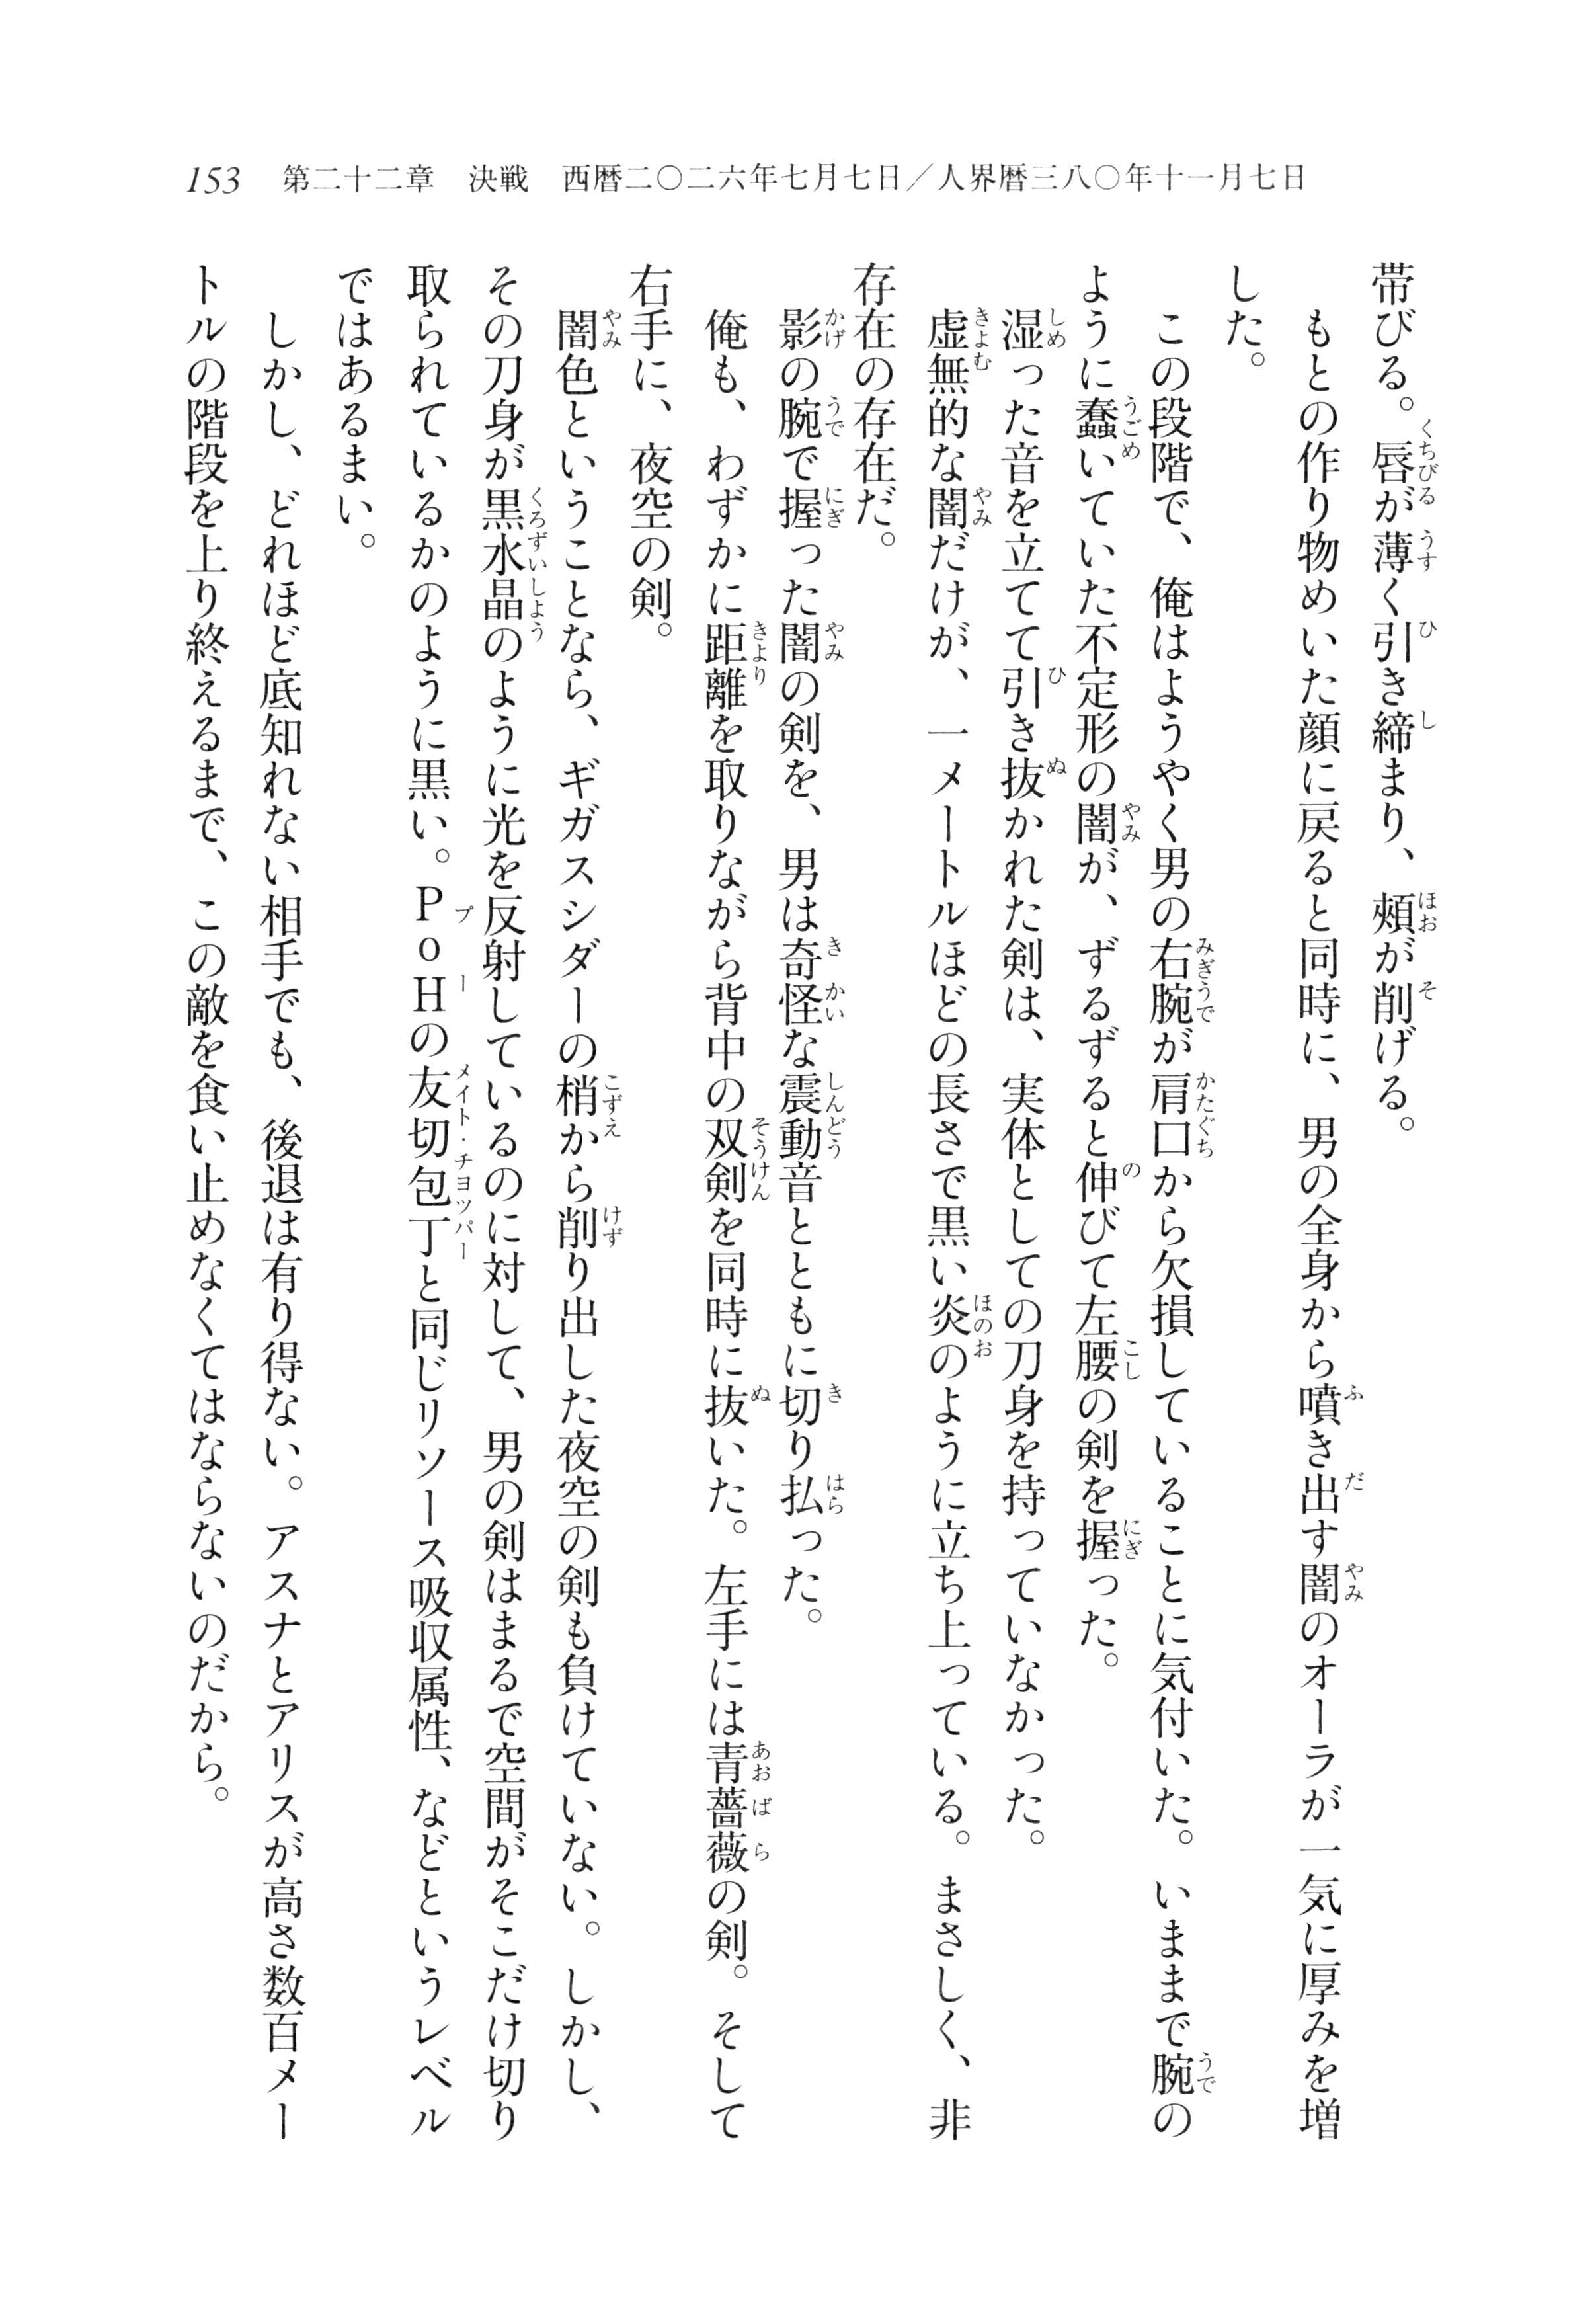 153 第二十二章 決戦 西暦二〇二六年七月七日／人界暦三八〇年十一月七日
帯びる。唇が薄く引き締まり、頰が削げる。
もとの作り物めいた顔に戻ると同時に、男の全身から噴き出す闇のオーラが一気に厚みを増
した。
この段階で、俺はようやく男の右腕が肩口から欠損していることに気付いた。いままで腕の
ように蠢いていた不定形の闇が、ずるずると伸びて左腰の剣を握った。
湿った音を立てて引き抜かれた剣は、実体としての刀身を持っていなかった。
虚無的な闇だけが、一メートルほどの長さで黒い炎のように立ち上っている。まさしく、非
存在の存在だ。
影の腕で握った闇の剣を、男は奇怪な震動音とともに切り払った。
俺も、わずかに距離を取りながら背中の双剣を同時に抜いた。左手には青薔薇の剣。そして
右手に、夜空の剣。
闇色ということなら、ギガスシダーの梢から削り出した夜空の剣も負けていない。しかし、
その刀身が黒水晶のように光を反射しているのに対して、男の剣はまるで空間がそこだけ切り
取られているかのように黒い。PoHの友切包丁と同じリソース吸収属性、などというレベル
ではあるまい。
しかし、どれほど底知れない相手でも、後退は有り得ない。アスナとアリスが高さ数百メー
トルの階段を上り終えるまで、この敵を食い止めなくてはならないのだから。